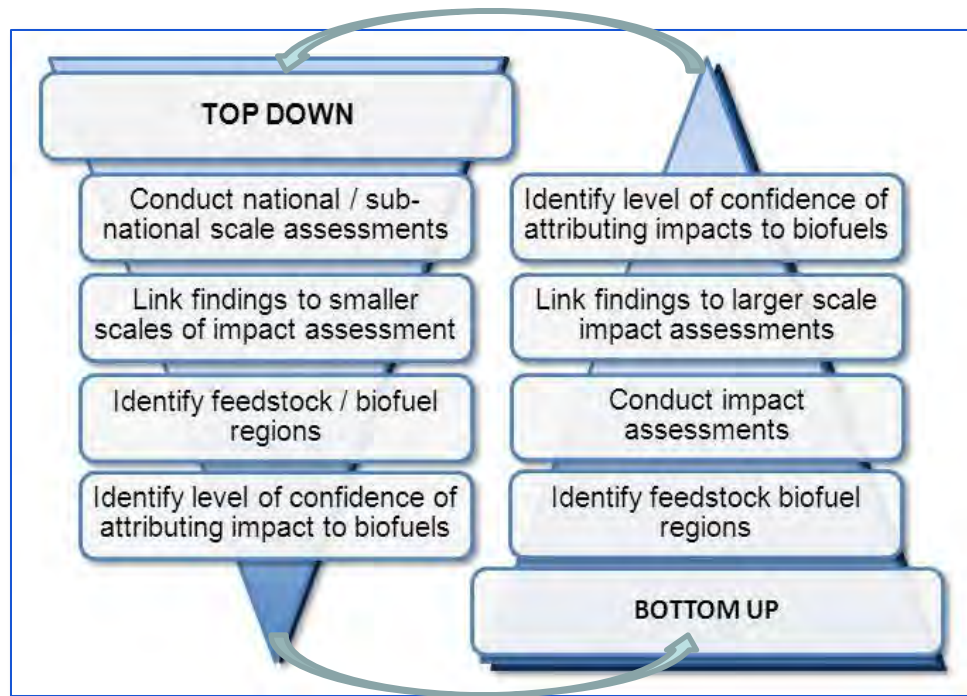 TOP DOWN
Conduct national / sub-
national scale assessments
Link findings to smaller
scales of impact assessment
Identify feedstock / biofuel
regions
Identify level of confidence of
attributing impact to biofuels
Identify level of confidence of
attributing impacts to biofuels
Link findings to larger scale
impact assessments
Conduct impact
assessments
Identify feedstock biofuel
regions
BOTTOM UP